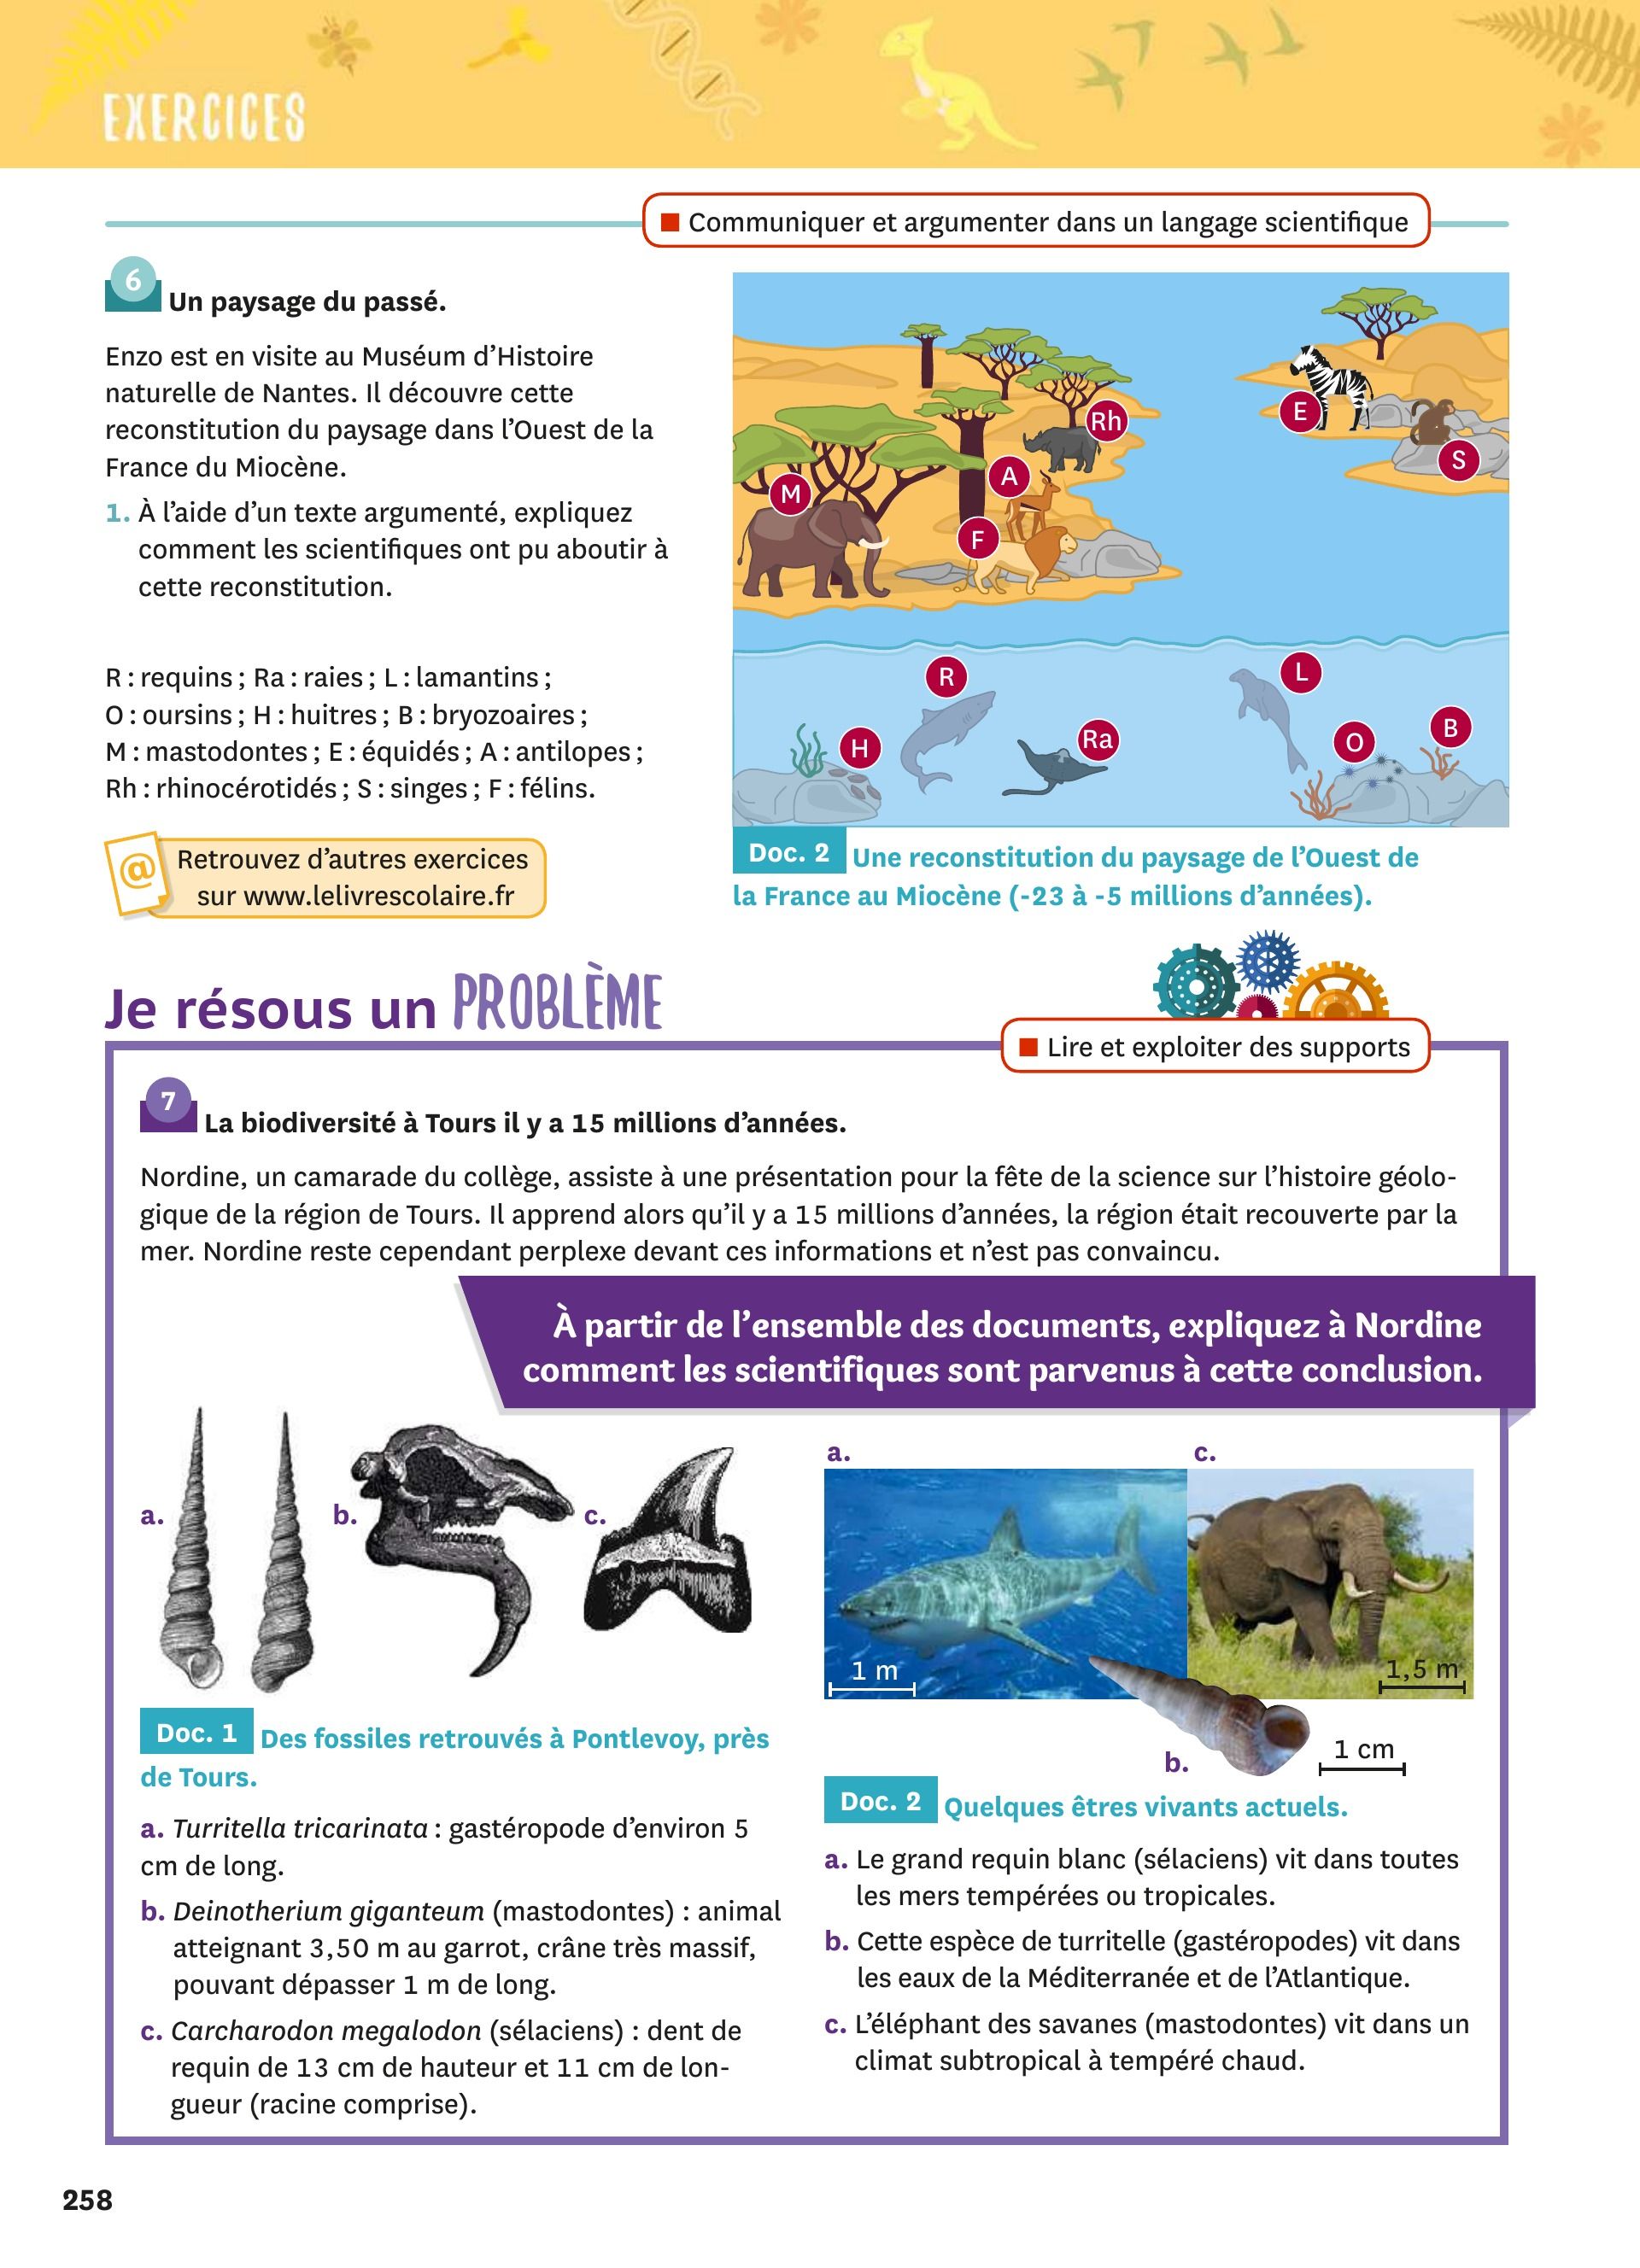 EXERCICES
■ Communiquer et argumenter dans un langage scientifique
6 Un paysage du passé.
Enzo est en visite au Muséum d'Histoire
naturelle de Nantes. Il découvre cette
reconstitution du paysage dans l'Ouest de la
France du Miocène.
1. À l'aide d'un texte argumenté, expliquez
comment les scientifiques ont pu aboutir à
cette reconstitution.
R : requins ; Ra : raies ; L : lamantins ;
O : oursins ; H : huitres ; B : bryozoaires ;
M : mastodontes ; E : équidés ; A : antilopes ;
Rh : rhinocérotidés ; S : singes ; F : félins.
@ Retrouvez d'autres exercices
sur www.lelivrescolaire.fr
E
Rh
S
A
M
F
L
R
B
Ra
O
H
Doc. 2 Une reconstitution du paysage de l'Ouest de
la France au Miocène (-23 à -5 millions d'années).
Je résous un PROBLÈME
■ Lire et exploiter des supports
7 La biodiversité à Tours il y a 15 millions d'années.
Nordine, un camarade du collège, assiste à une présentation pour la fête de la science sur l'histoire géolo-
gique de la région de Tours. Il apprend alors qu'il y a 15 millions d'années, la région était recouverte par la
mer. Nordine reste cependant perplexe devant ces informations et n'est pas convaincu.
À partir de l'ensemble des documents, expliquez à Nordine
comment les scientifiques sont parvenus à cette conclusion.
a.
b.
c.
Doc. 1 Des fossiles retrouvés à Pontlevoy, près
de Tours.
a. Turritella tricarinata : gastéropode d'environ 5
cm de long.
b. Deinotherium giganteum (mastodontes) : animal
atteignant 3,50 m au garrot, crâne très massif,
pouvant dépasser 1 m de long.
c. Carcharodon megalodon (sélaciens) : dent de
requin de 13 cm de hauteur et 11 cm de lon-
gueur (racine comprise).
a.
c.
1 m
1,5 m
b.
1 cm
Doc. 2 Quelques êtres vivants actuels.
a. Le grand requin blanc (sélaciens) vit dans toutes
les mers tempérées ou tropicales.
b. Cette espèce de turritelle (gastéropodes) vit dans
les eaux de la Méditerranée et de l'Atlantique.
c. L'éléphant des savanes (mastodontes) vit dans un
climat subtropical à tempéré chaud.
258